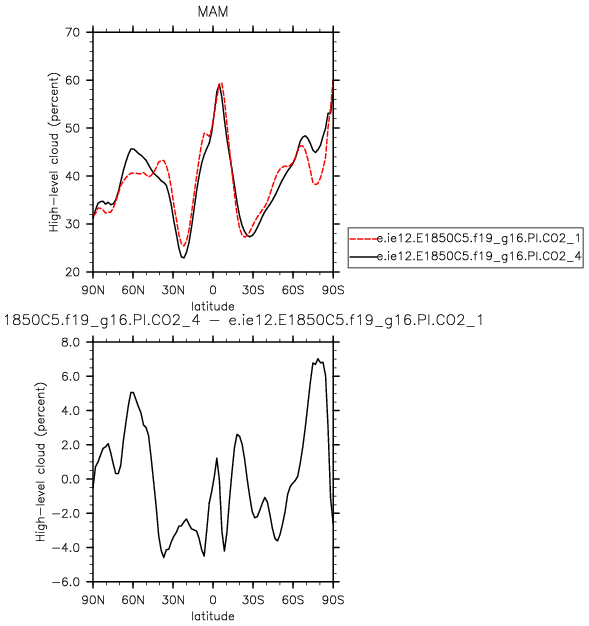 MAM
70
60
50
40
30
20
High-level cloud (percent)
90N 60N 30N 0 30S 60S 90S
latitude
e.ie12.E1850C5.f19_g16.PI.CO2_1
e.ie12.E1850C5.f19_g16.PI.CO2_4
1850C5.f19_g16.PI.CO2_4 − e.ie12.E1850C5.f19_g16.PI.CO2_1
8.0
6.0
4.0
2.0
0.0
−2.0
−4.0
−6.0
High-level cloud (percent)
90N 60N 30N 0 30S 60S 90S
latitude